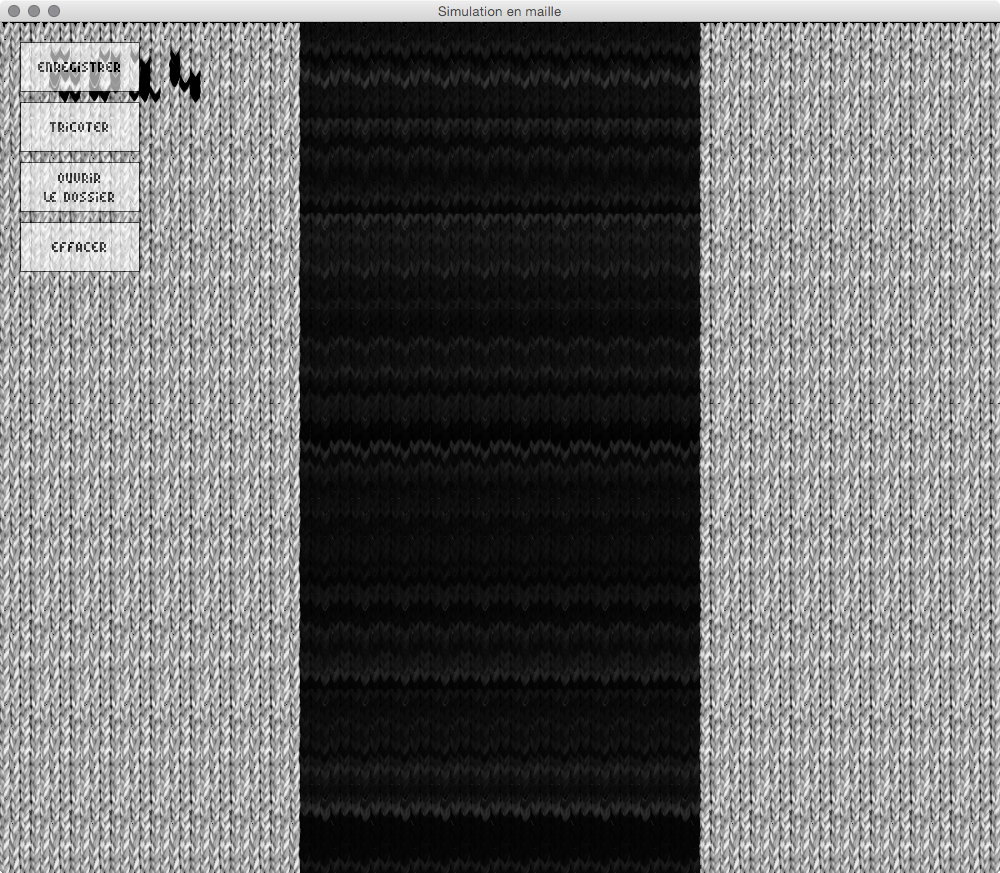 Simulation en maille
ENREGiSTRER
TRiCOTER
OUVRiR
LE DOSSiER
EFFACER